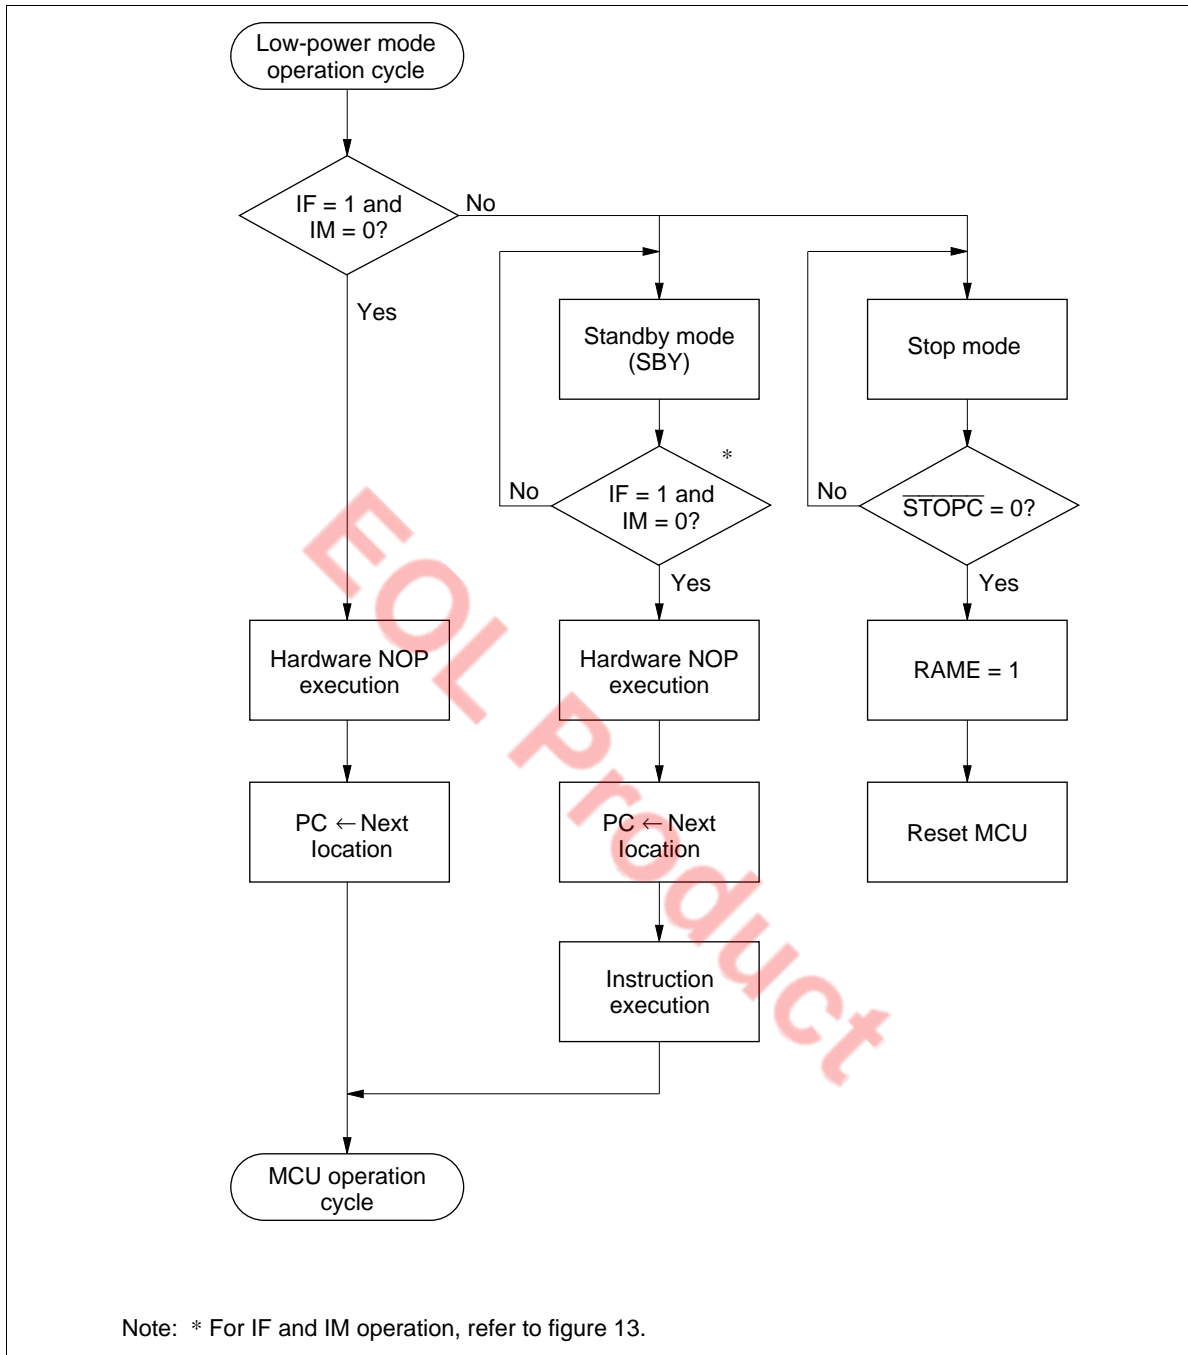 Low-power mode
operation cycle
IF = 1 and
IM = 0?
No
Yes
Standby mode
(SBY)
Stop mode
*
No
IF = 1 and
IM = 0?
Yes
No
S̅T̅O̅P̅C̅ = 0?
Yes
Hardware NOP
execution
Hardware NOP
execution
RAME = 1
PC ← Next
location
PC ← Next
location
Reset MCU
Instruction
execution
MCU operation
cycle
EOL Product
Note: * For IF and IM operation, refer to figure 13.